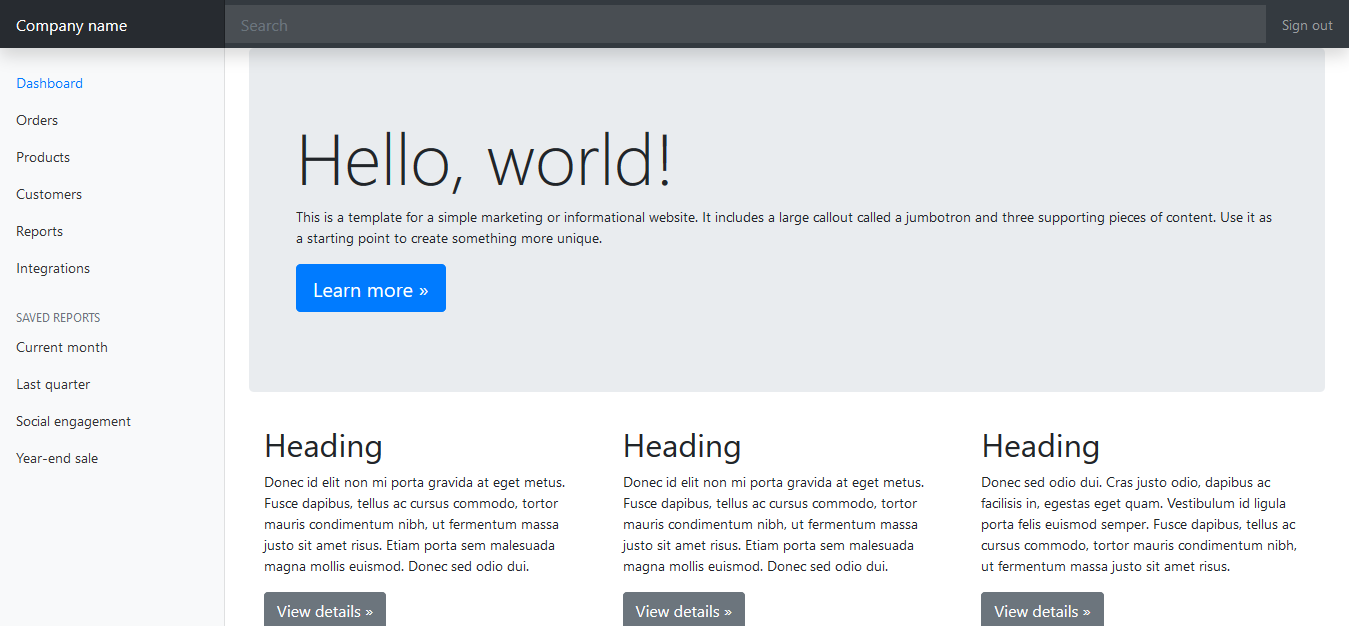 Company name
Search
Sign out
Dashboard
Orders
Products
Customers
Reports
Integrations
SAVED REPORTS
Current month
Last quarter
Social engagement
Year-end sale
Hello, world!
This is a template for a simple marketing or informational website. It includes a large callout called a jumbotron and three supporting pieces of content. Use it as
a starting point to create something more unique.
Learn more »
Heading
Donec id elit non mi porta gravida at eget metus.
Fusce dapibus, tellus ac cursus commodo, tortor
mauris condimentum nibh, ut fermentum massa
justo sit amet risus. Etiam porta sem malesuada
magna mollis euismod. Donec sed odio dui.
View details »
Heading
Donec id elit non mi porta gravida at eget metus.
Fusce dapibus, tellus ac cursus commodo, tortor
mauris condimentum nibh, ut fermentum massa
justo sit amet risus. Etiam porta sem malesuada
magna mollis euismod. Donec sed odio dui.
View details »
Heading
Donec sed odio dui. Cras justo odio, dapibus ac
facilisis in, egestas eget quam. Vestibulum id ligula
porta felis euismod semper. Fusce dapibus, tellus ac
cursus commodo, tortor mauris condimentum nibh,
ut fermentum massa justo sit amet risus.
View details »